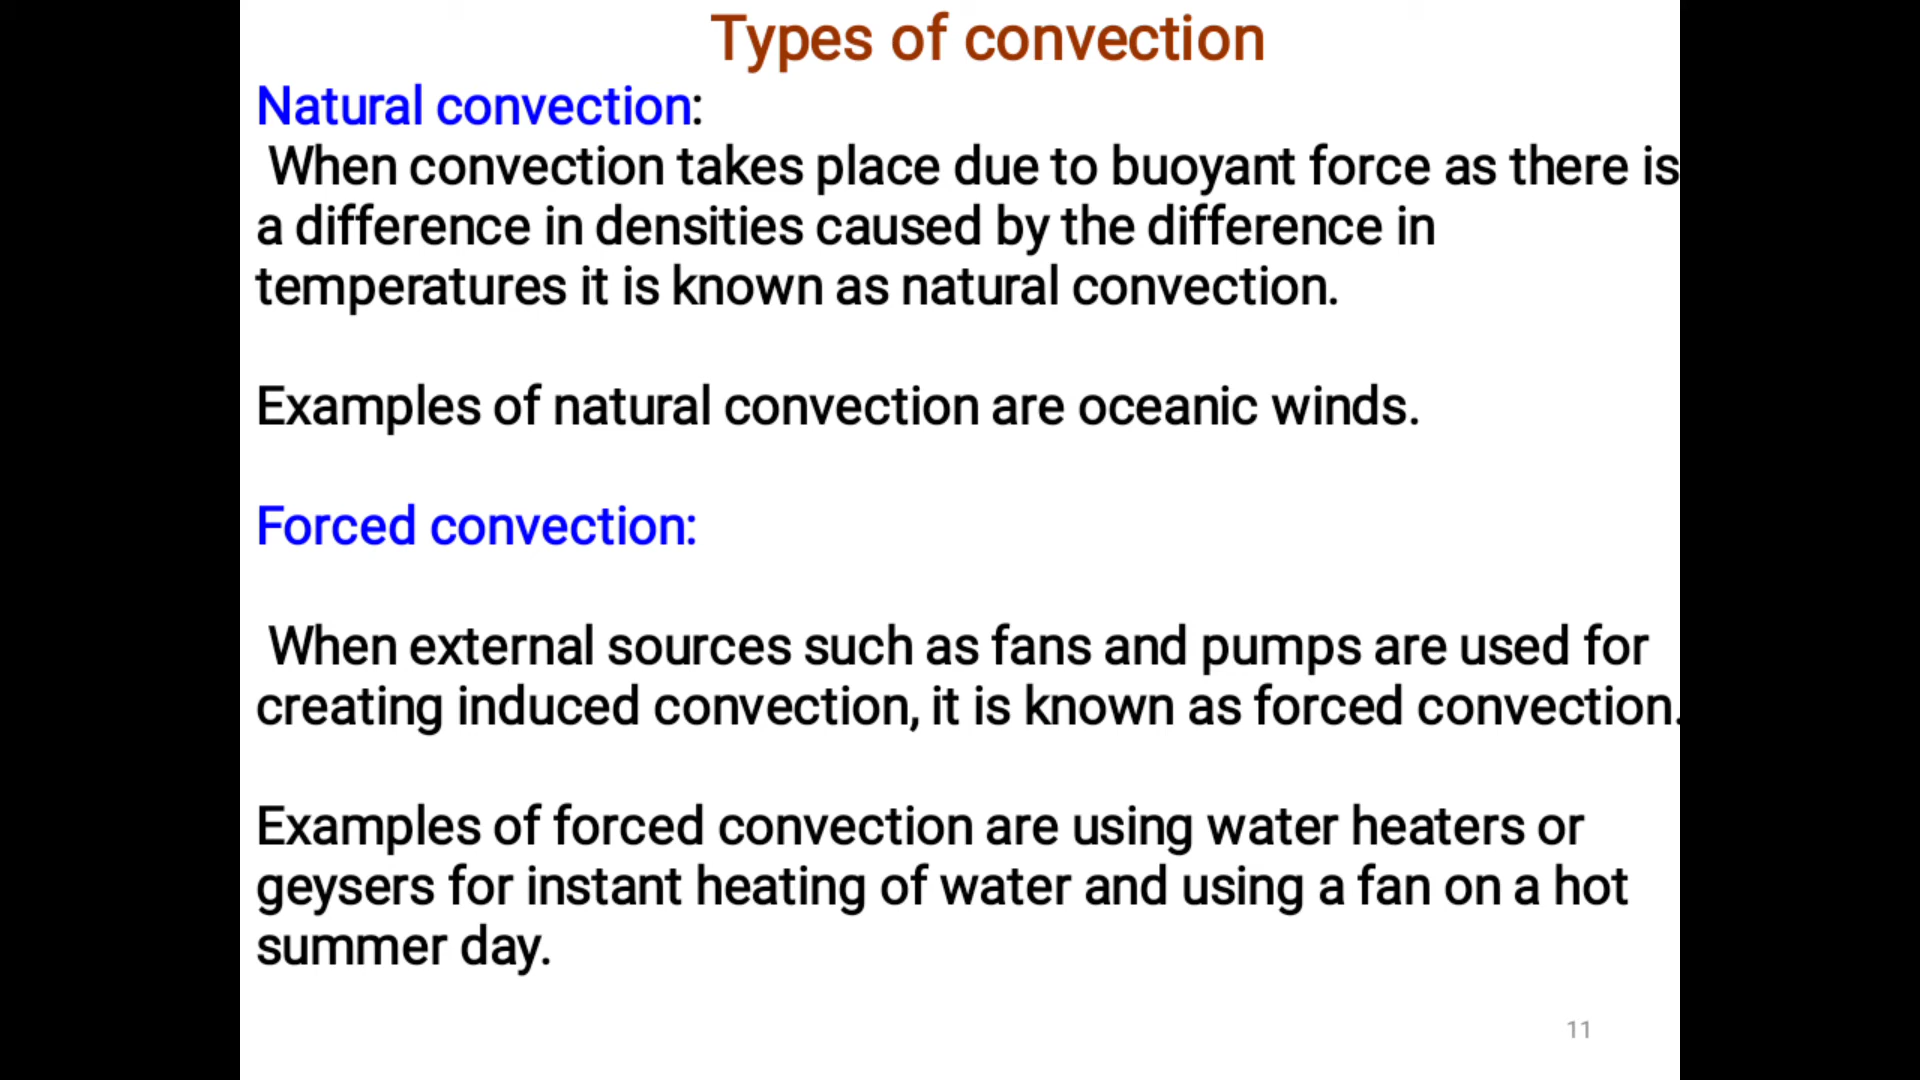 Types of convection
Natural convection:
When convection takes place due to buoyant force as there is
a difference in densities caused by the difference in
temperatures it is known as natural convection.
Examples of natural convection are oceanic winds.
Forced convection:
When external sources such as fans and pumps are used for
creating induced convection, it is known as forced convection.
Examples of forced convection are using water heaters or
geysers for instant heating of water and using a fan on a hot
summer day.
11